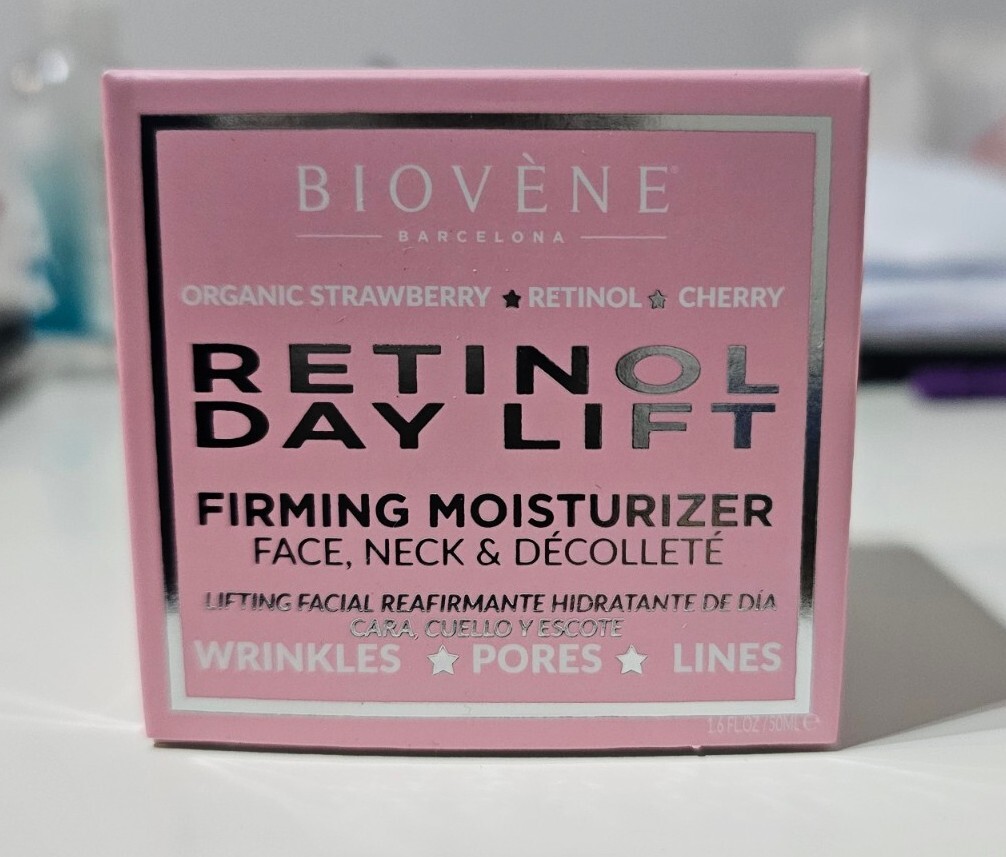 BIOVÈNE®
BARCELONA
ORGANIC STRAWBERRY ★ RETINOL ☆ CHERRY
RETINOL
DAY LIFT
FIRMING MOISTURIZER
FACE, NECK & DÉCOLLETÉ
LIFTING FACIAL REAFIRMANTE HIDRATANTE DE DÍA
CARA, CUELLO Y ESCOTE
WRINKLES ★ PORES ★ LINES
1.6 FL OZ / 50ML ℮